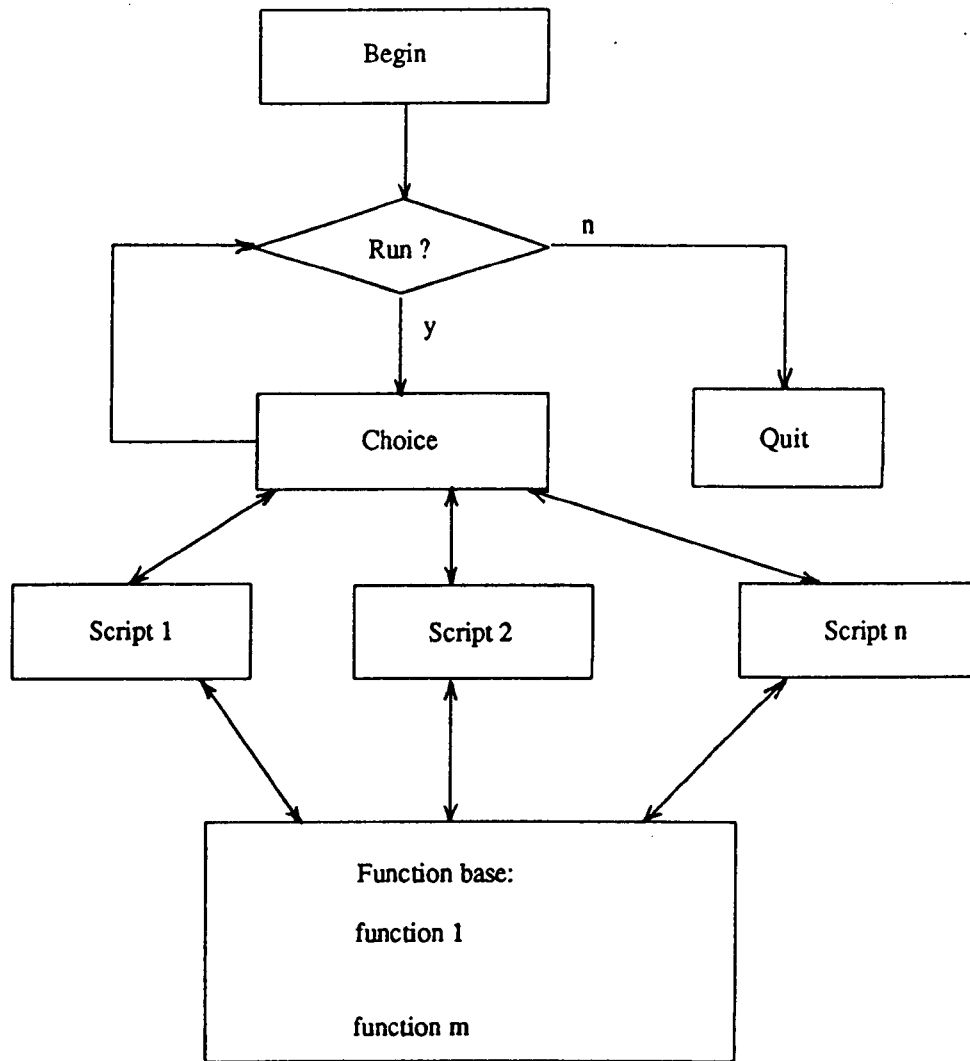 Begin
Run ?
n
y
Choice
Quit
Script 1
Script 2
Script n
Function base:
function 1
function m